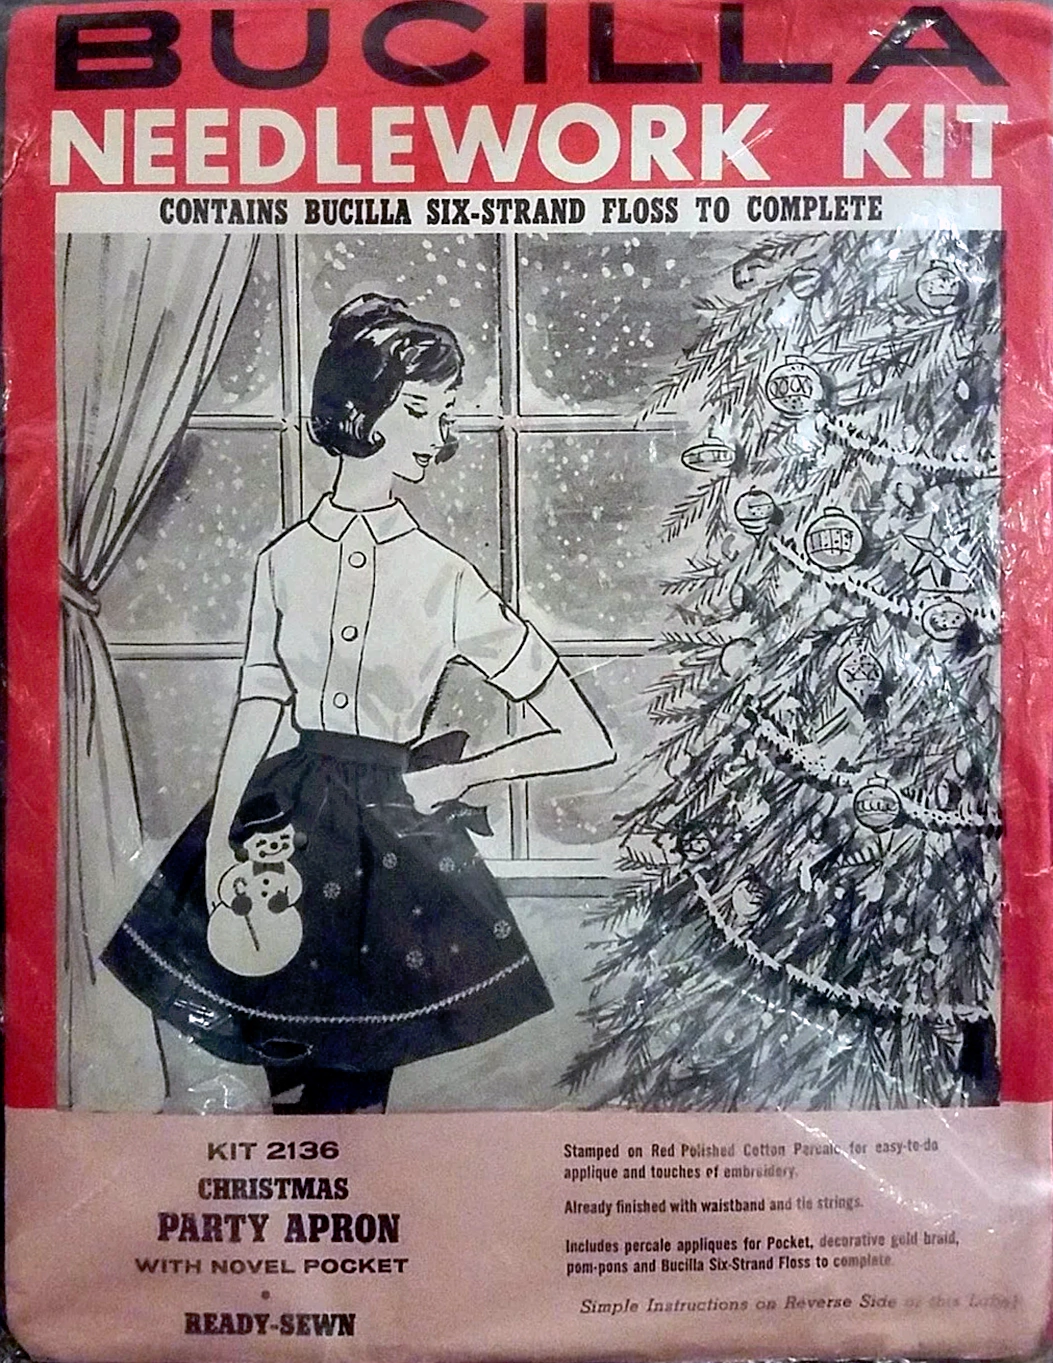 BUCILLA
NEEDLEWORK KIT
CONTAINS BUCILLA SIX-STRAND FLOSS TO COMPLETE
KIT 2136
CHRISTMAS
PARTY APRON
WITH NOVEL POCKET
•
READY-SEWN
Stamped on Red Polished Cotton Percale for easy-to-do
applique and touches of embroidery.
Already finished with waistband and tie strings.
Includes percale appliques for Pocket, decorative gold braid,
pom-pons and Bucilla Six-Strand Floss to complete.
Simple Instructions on Reverse Side of this Label